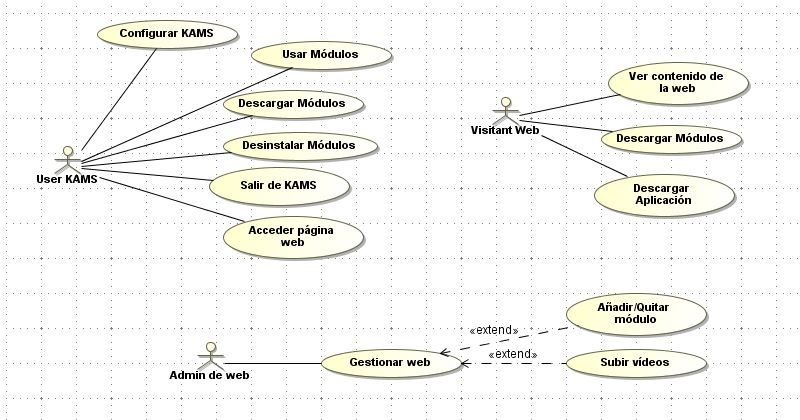 Configurar KAMS
Usar Módulos
Descargar Módulos
Desinstalar Módulos
User KAMS
Salir de KAMS
Acceder página
web
Ver contenido de
la web
Visitant Web
Descargar Módulos
Descargar
Aplicación
Añadir/Quitar
módulo
«extend»
«extend»
Admin de web
Gestionar web
Subir vídeos